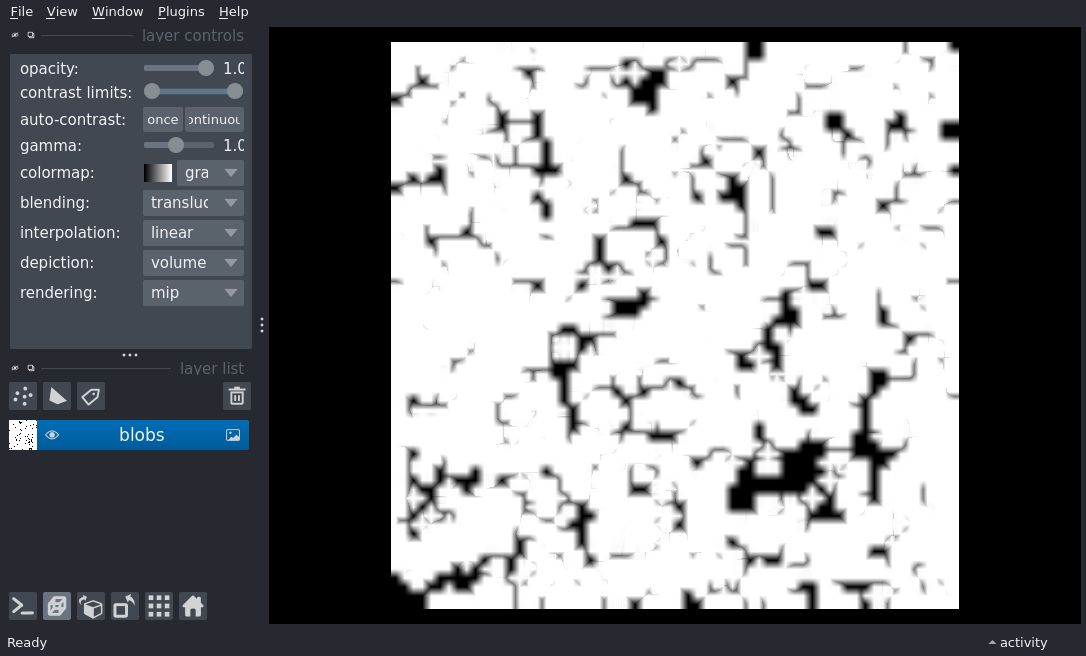 File View Window Plugins Help
layer controls
opacity: 1.0
contrast limits:
auto-contrast: once ontinuou
gamma: 1.0
colormap: gra
blending: transluc
interpolation: linear
depiction: volume
rendering: mip
layer list
blobs
Ready
activity